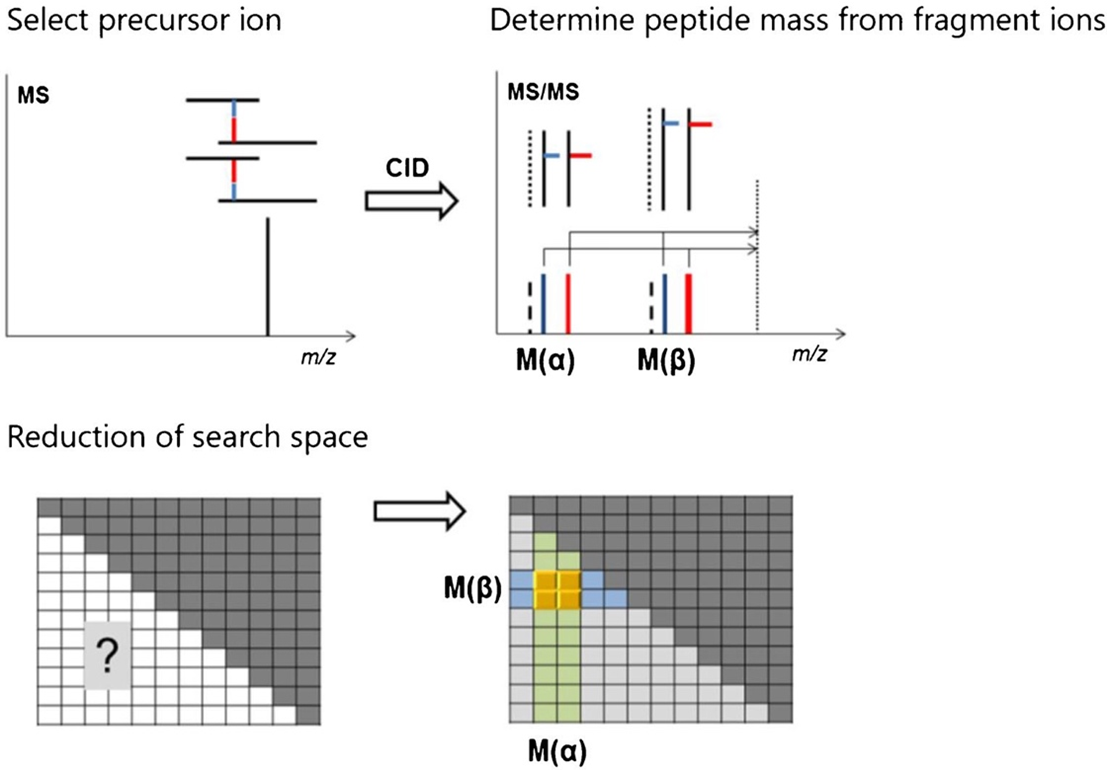 Select precursor ion
Determine peptide mass from fragment ions
MS
CID
m/z
MS/MS
M(α)
M(β)
m/z
Reduction of search space
?
M(β)
M(α)